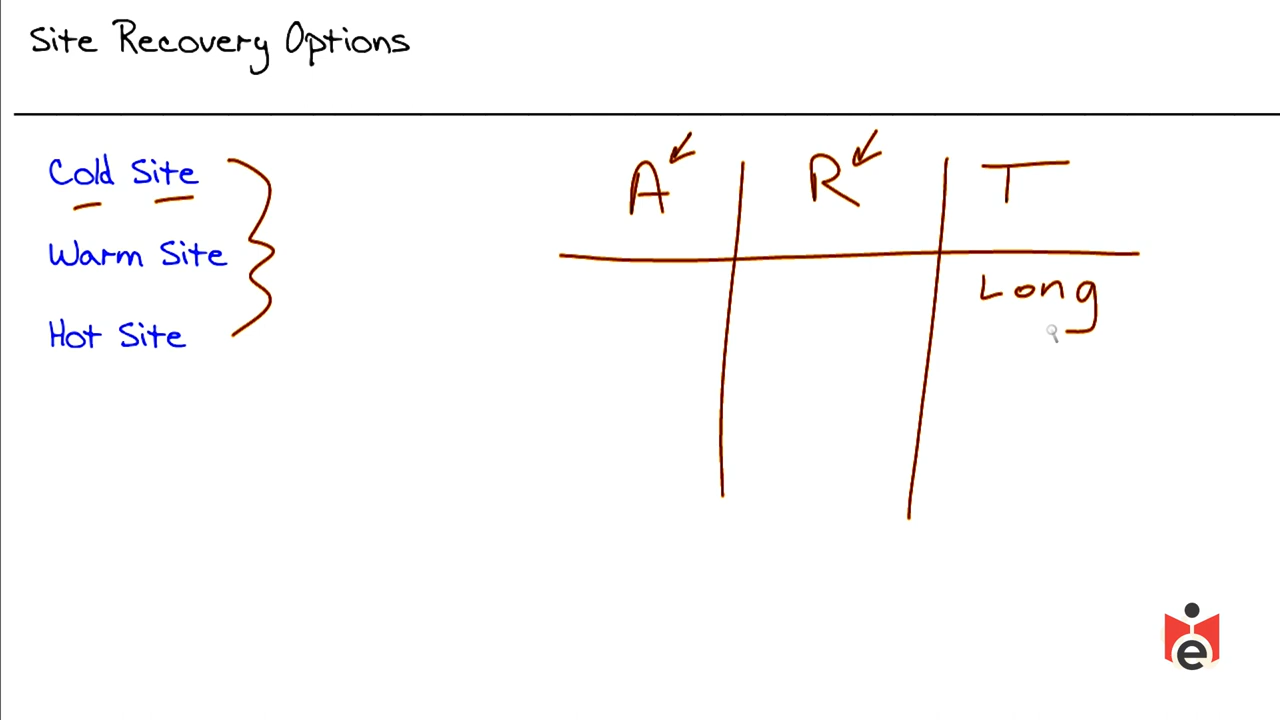 Site Recovery Options
Cold Site
Warm Site
Hot Site
A R T
Long
e